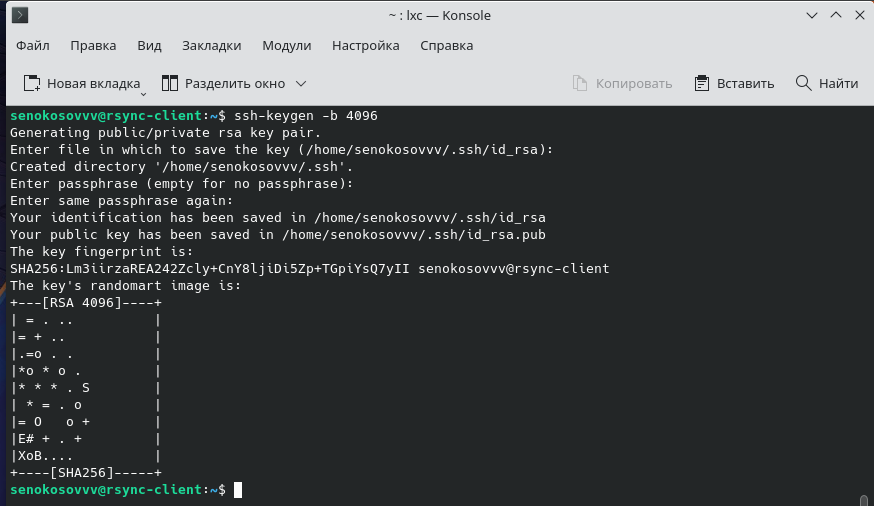 ~ : lxc — Konsole
Файл Правка Вид Закладки Модули Настройка Справка
Новая вкладка Разделить окно Копировать Вставить Найти
senokosovvv@rsync-client:~$ ssh-keygen -b 4096
Generating public/private rsa key pair.
Enter file in which to save the key (/home/senokosovvv/.ssh/id_rsa):
Created directory '/home/senokosovvv/.ssh'.
Enter passphrase (empty for no passphrase):
Enter same passphrase again:
Your identification has been saved in /home/senokosovvv/.ssh/id_rsa
Your public key has been saved in /home/senokosovvv/.ssh/id_rsa.pub
The key fingerprint is:
SHA256:Lm3iirzaREA242Zcly+CnY8ljiDi5Zp+TGpiYsQ7yII senokosovvv@rsync-client
The key's randomart image is:
+---[RSA 4096]----+
| = . ..          |
|= + ..           |
|.=o . .          |
|*o * o .         |
|* * * . S        |
| * = . o         |
|= O   o +        |
|E# + . +         |
|XoB....          |
+----[SHA256]-----+
senokosovvv@rsync-client:~$